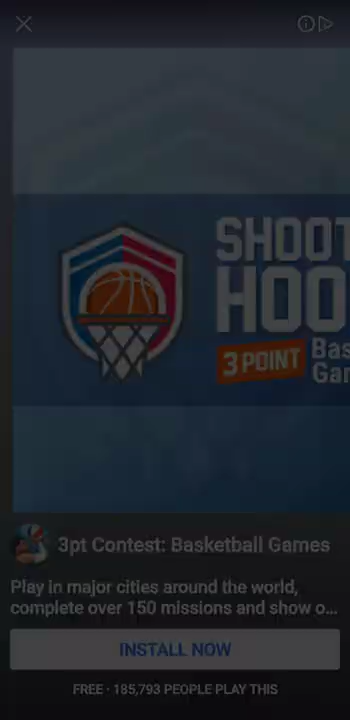 SHOOT
HOO
3 POINT
Bas
Gar
3pt Contest: Basketball Games
Play in major cities around the world,
complete over 150 missions and show o...
INSTALL NOW
FREE · 185,793 PEOPLE PLAY THIS